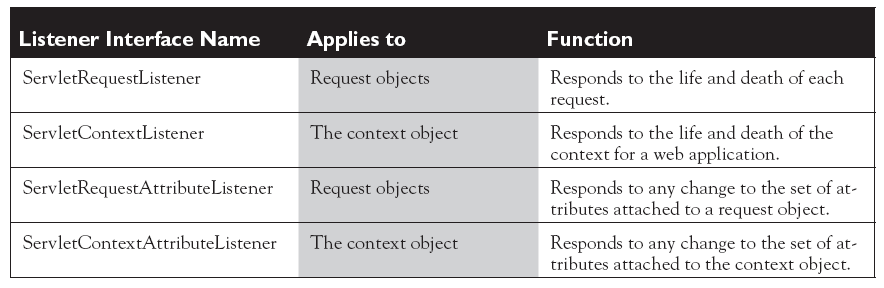 Listener Interface Name Applies to Function
ServletRequestListener Request objects Responds to the life and death of each
request.
ServletContextListener The context object Responds to the life and death of the
context for a web application.
ServletRequestAttributeListener Request objects Responds to any change to the set of at-
tributes attached to a request object.
ServletContextAttributeListener The context object Responds to any change to the set of at-
tributes attached to the context object.